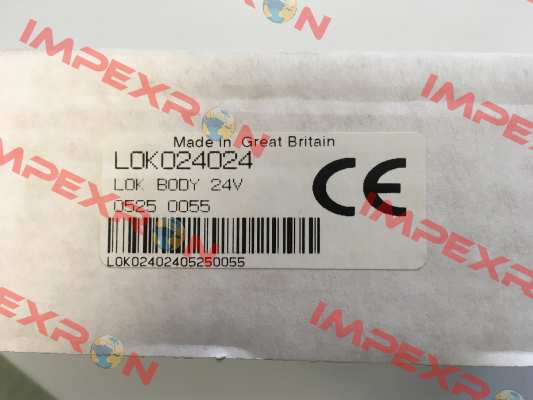 IMPEXRON
Made in Great Britain
LOK024024
LOK BODY 24V
0525 0055
CE
LOK02402405250055
IMPEXRON
IMPEXRON
IMPEXRON
IMPEXRON
IMPEXRON